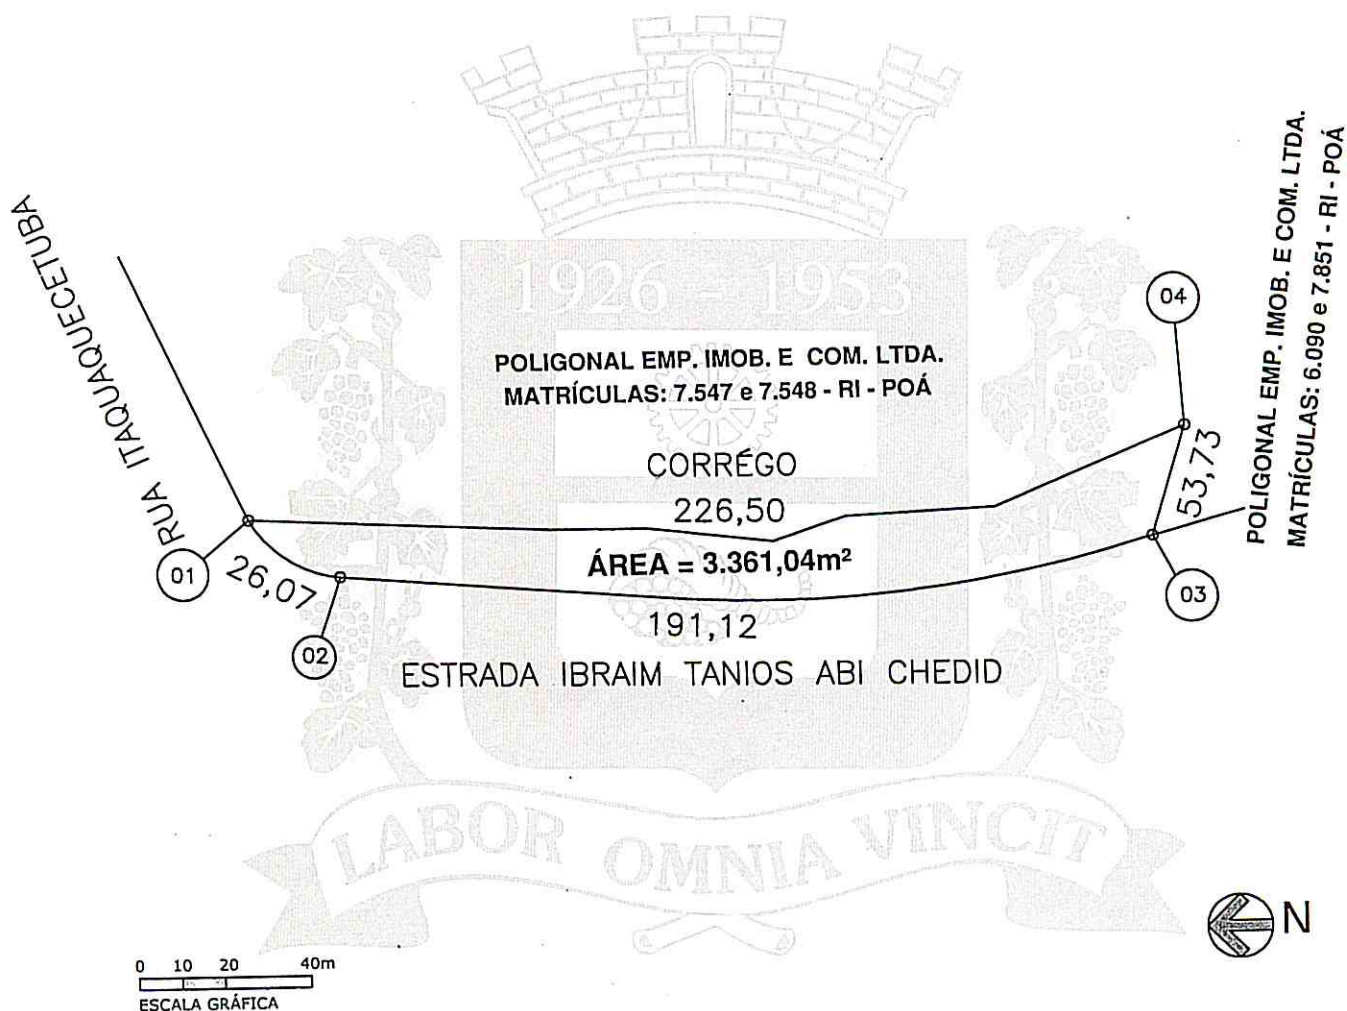 1926 - 1953
RUA ITAQUAQUECETUBA
POLIGONAL EMP. IMOB. E COM. LTDA.
MATRÍCULAS: 7.547 e 7.548 - RI - POÁ
POLIGONAL EMP. IMOB. E COM. LTDA.
MATRÍCULAS: 6.090 e 7.851 - RI - POÁ
04
CORRÉGO
226,50
53,73
ÁREA = 3.361,04m²
01
26,07
03
191,12
02
ESTRADA IBRAIM TANIOS ABI CHEDID
LABOR OMNIA VINCIT
N
0 10 20 40m
ESCALA GRÁFICA